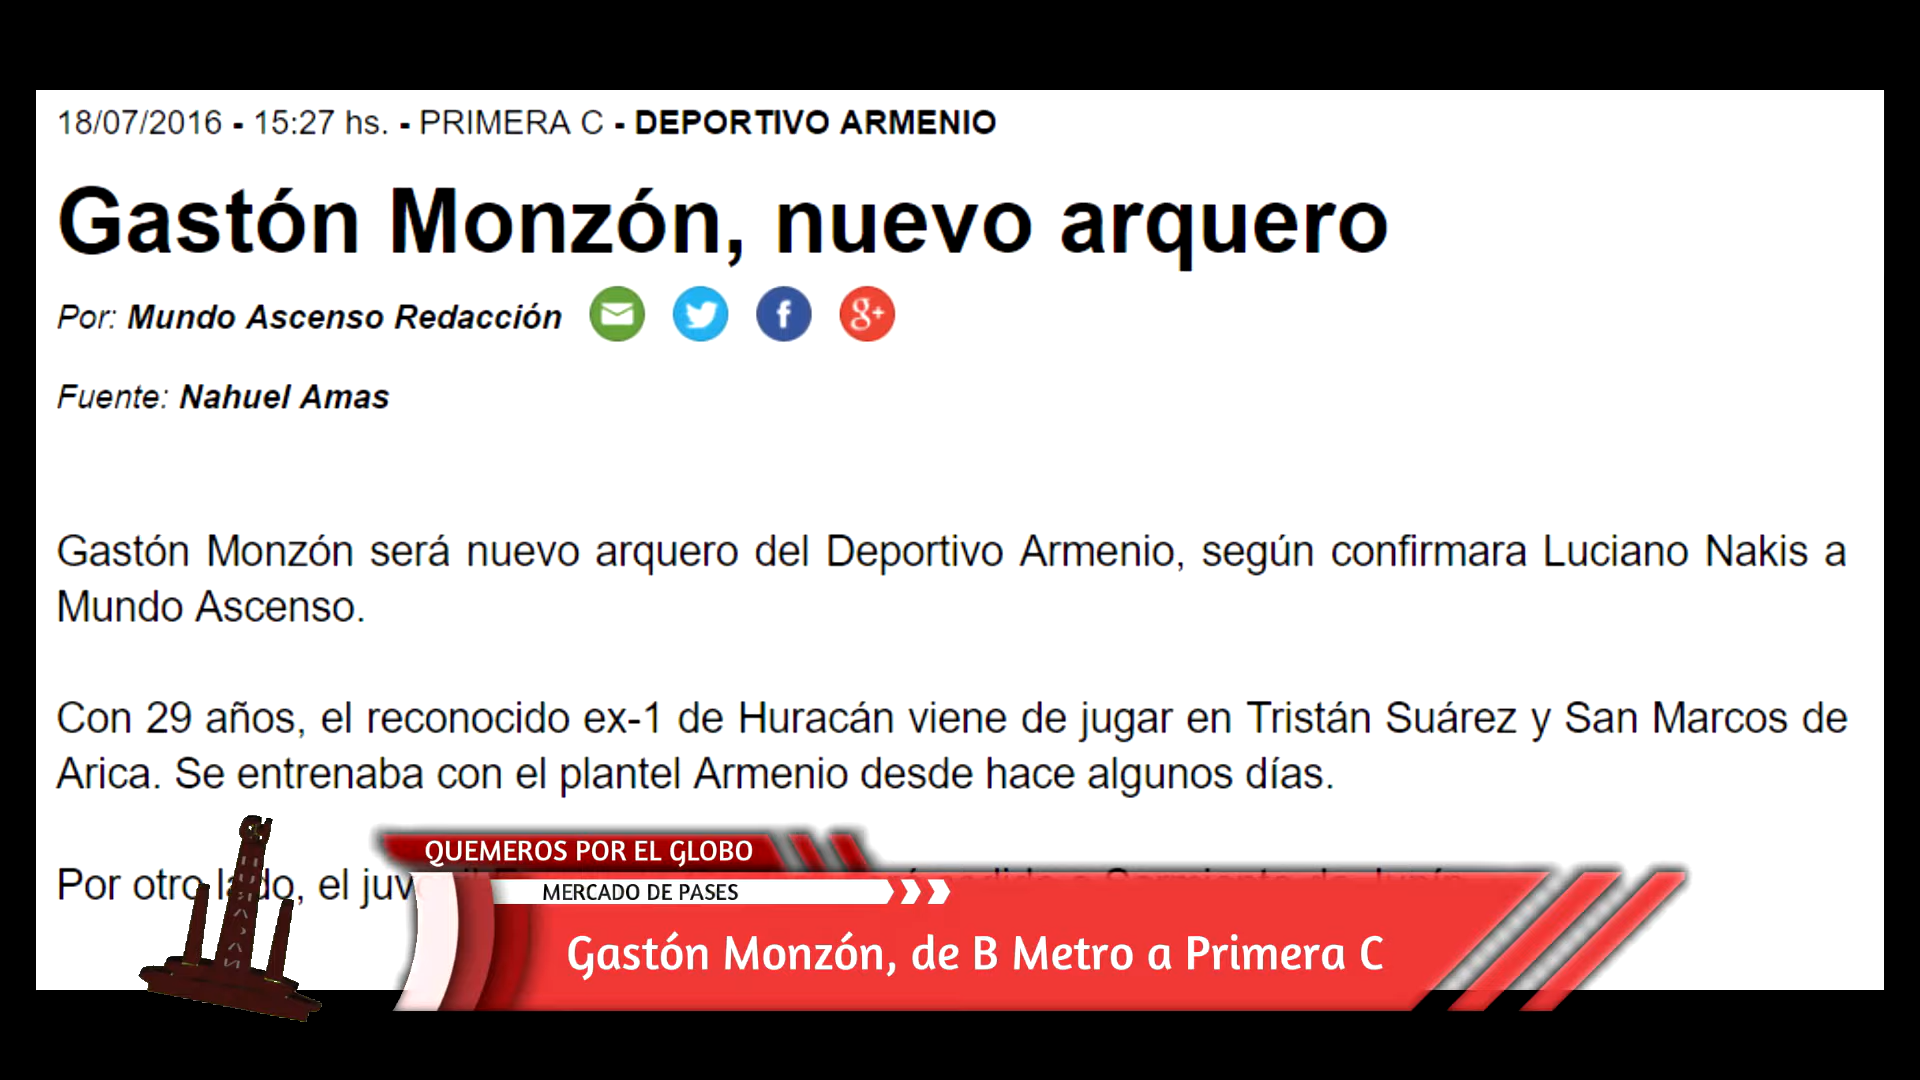 18/07/2016 - 15:27 hs. - PRIMERA C - DEPORTIVO ARMENIO
Gastón Monzón, nuevo arquero
Por: Mundo Ascenso Redacción
Fuente: Nahuel Amas
Gastón Monzón será nuevo arquero del Deportivo Armenio, según confirmara Luciano Nakis a
Mundo Ascenso.
Con 29 años, el reconocido ex-1 de Huracán viene de jugar en Tristán Suárez y San Marcos de
Arica. Se entrenaba con el plantel Armenio desde hace algunos días.
Por otro lado, el
QUEMEROS POR EL GLOBO
MERCADO DE PASES
Gastón Monzón, de B Metro a Primera C